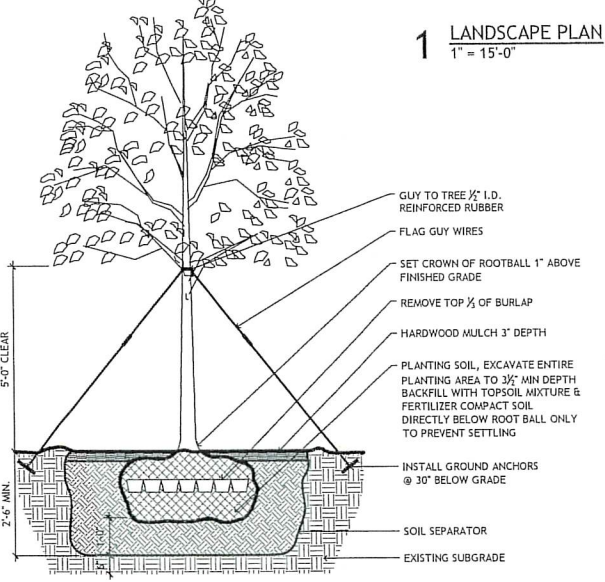 1 LANDSCAPE PLAN
1" = 15'-0"
GUY TO TREE ½" I.D.
REINFORCED RUBBER
FLAG GUY WIRES
SET CROWN OF ROOTBALL 1" ABOVE
FINISHED GRADE
REMOVE TOP ⅓ OF BURLAP
HARDWOOD MULCH 3" DEPTH
PLANTING SOIL, EXCAVATE ENTIRE
PLANTING AREA TO 3½" MIN DEPTH
BACKFILL WITH TOPSOIL MIXTURE &
FERTILIZER COMPACT SOIL
DIRECTLY BELOW ROOT BALL ONLY
TO PREVENT SETTLING
INSTALL GROUND ANCHORS
@ 30" BELOW GRADE
SOIL SEPARATOR
EXISTING SUBGRADE
5'-0" CLEAR
2'-6" MIN.
1'-0"